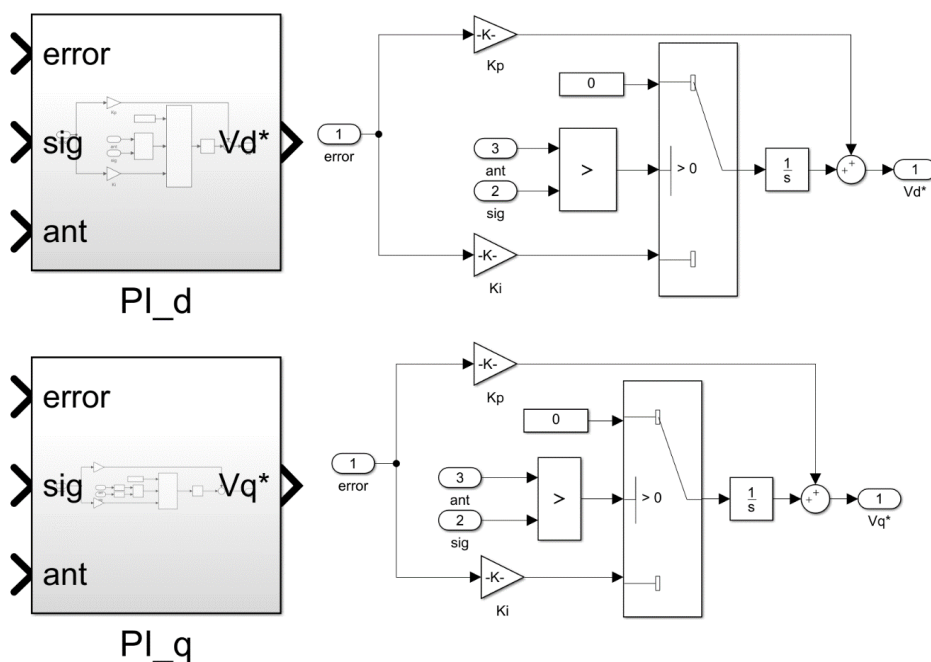 error
sig
ant
Vd*
PI_d
-K-
Kp
0
1
error
3
ant
2
sig
>
> 0
1
s
+
+
1
Vd*
-K-
Ki
error
sig
ant
Vq*
PI_q
-K-
Kp
0
1
error
3
ant
2
sig
>
> 0
1
s
+
+
1
Vq*
-K-
Ki